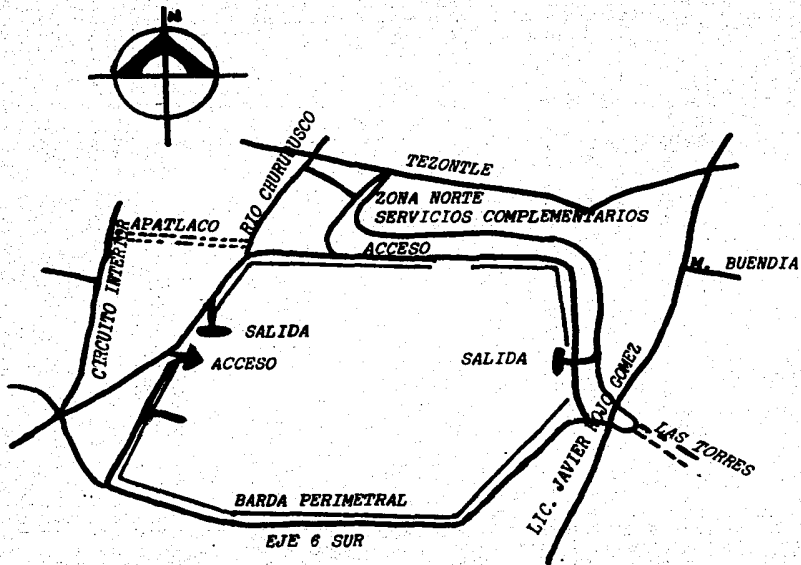 N
RIO CHURUBUSCO
TEZONTLE
ZONA NORTE
SERVICIOS COMPLEMENTARIOS
APATLACO
ACCESO
M. BUENDIA
CIRCUITO INTERIOR
SALIDA
ACCESO
SALIDA
LIC. JAVIER ROJO GOMEZ
LAS TORRES
BARDA PERIMETRAL
EJE 6 SUR